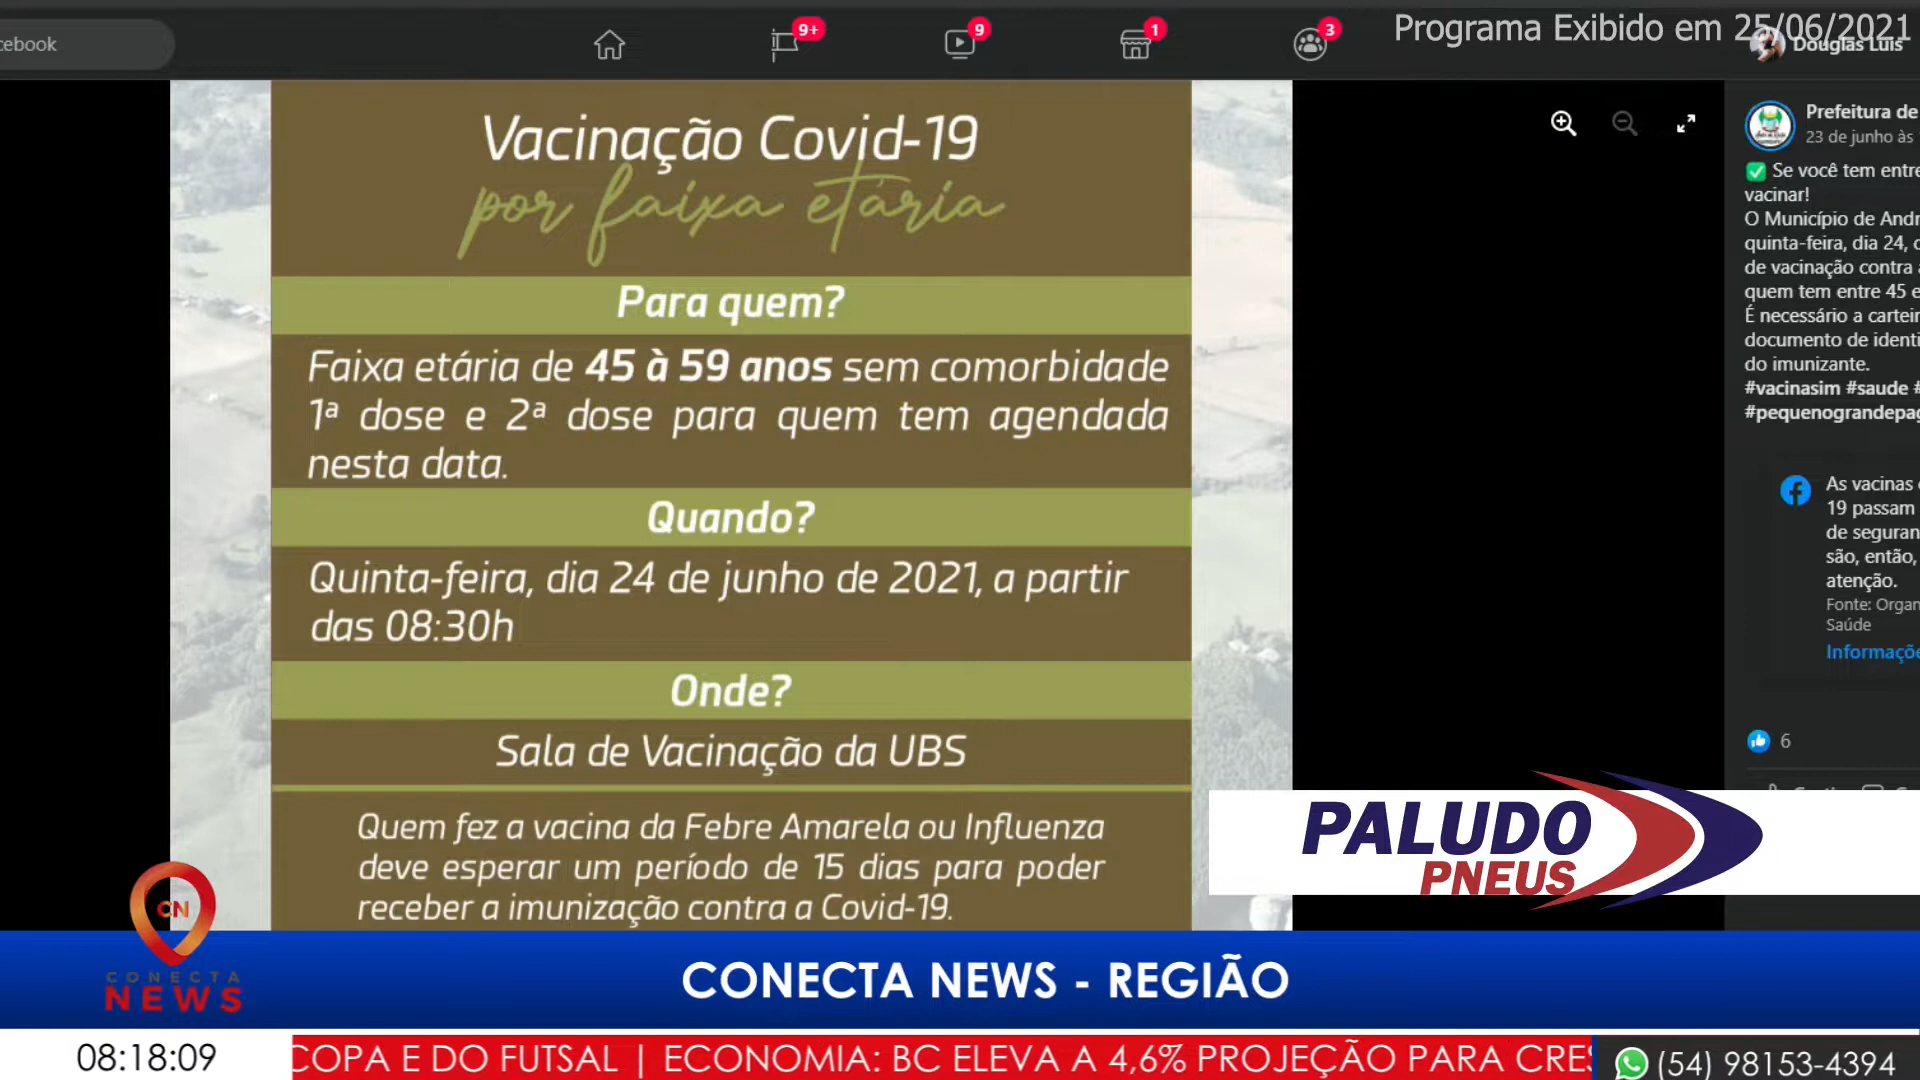 cebook
9+
9
1
3
Programa Exibido em 25/06/2021
Douglas Luis
Vacinação Covid-19
por faixa etária
Para quem?
Faixa etária de 45 à 59 anos sem comorbidade
1ª dose e 2ª dose para quem tem agendada
nesta data.
Quando?
Quinta-feira, dia 24 de junho de 2021, a partir
das 08:30h
Onde?
Sala de Vacinação da UBS
Quem fez a vacina da Febre Amarela ou Influenza
deve esperar um período de 15 dias para poder
receber a imunização contra a Covid-19.
Prefeitura de
23 de junho às
Se você tem entre
vacinar!
O Município de Andr
quinta-feira, dia 24,
de vacinação contra
quem tem entre 45 e
É necessário a cartei
documento de identi
do imunizante.
#vacinasim #saude #
#pequenograndepa
As vacinas
19 passam
de seguran
são, então,
atenção.
Fonte: Organ
Saúde
Informaçõe
6
PALUDO
PNEUS
CN
CONECTA
NEWS
CONECTA NEWS - REGIÃO
08:18:09
COPA E DO FUTSAL | ECONOMIA: BC ELEVA A 4,6% PROJEÇÃO PARA CRES
(54) 98153-4394